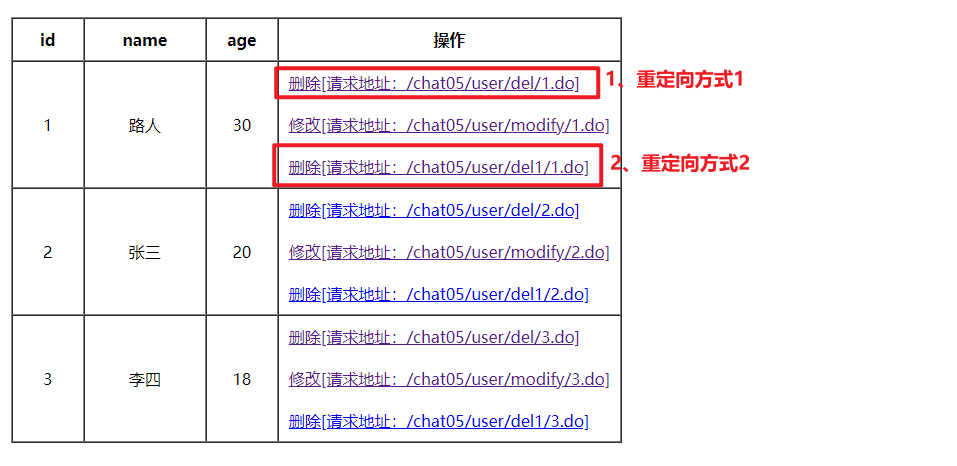 id name age 操作
删除[请求地址：/chat05/user/del/1.do] 1、重定向方式1
1 路人 30 修改[请求地址：/chat05/user/modify/1.do]
删除[请求地址：/chat05/user/del1/1.do] 2、重定向方式2
删除[请求地址：/chat05/user/del/2.do]
2 张三 20 修改[请求地址：/chat05/user/modify/2.do]
删除[请求地址：/chat05/user/del1/2.do]
删除[请求地址：/chat05/user/del/3.do]
3 李四 18 修改[请求地址：/chat05/user/modify/3.do]
删除[请求地址：/chat05/user/del1/3.do]